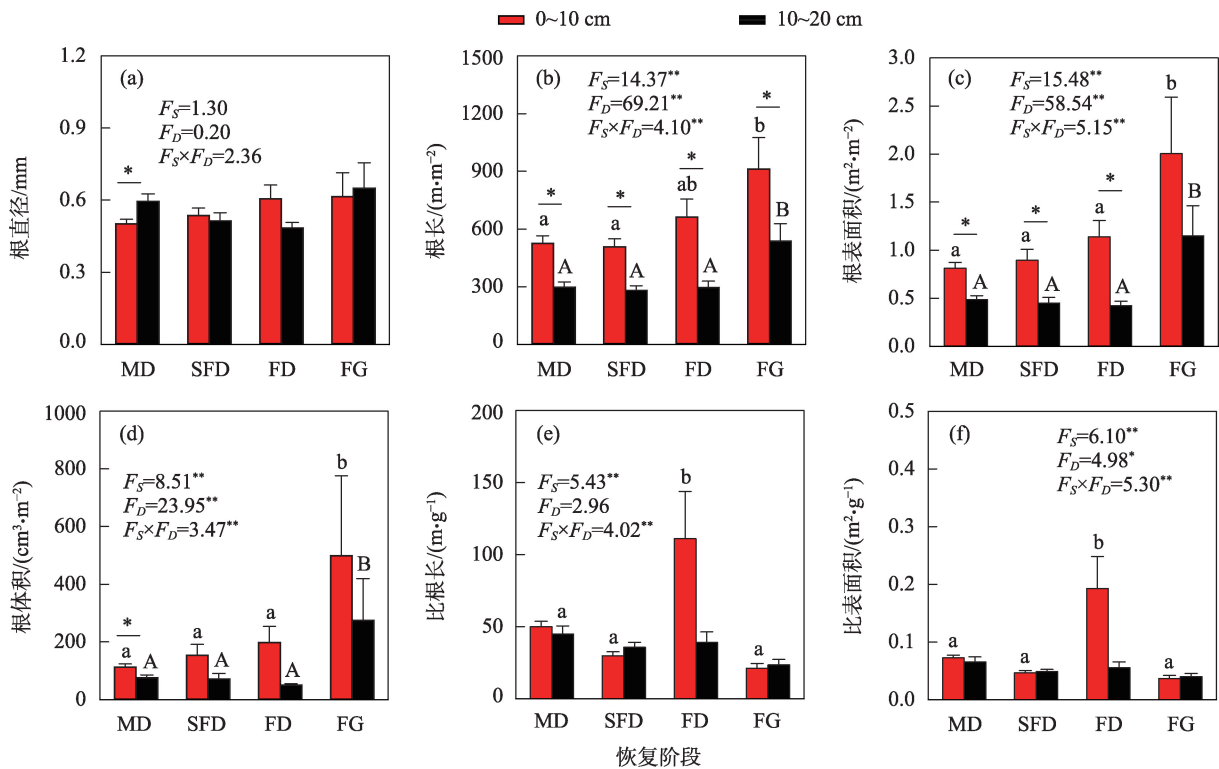 0~10 cm 10~20 cm
(a)
F_S=1.30
F_D=0.20
F_S×F_D=2.36
*
根直径/mm
1.2
0.9
0.6
0.3
0.0
MD SFD FD FG
(b)
F_S=14.37**
F_D=69.21**
F_S×F_D=4.10**
* * * *
a a ab b
A A A B
根长/(m•m⁻²)
1500
1200
900
600
300
0
MD SFD FD FG
(c)
F_S=15.48**
F_D=58.54**
F_S×F_D=5.15**
* * *
a a a b
A A A B
根表面积/(m²•m⁻²)
3.0
2.5
2.0
1.5
1.0
0.5
0.0
MD SFD FD FG
(d)
F_S=8.51**
F_D=23.95**
F_S×F_D=3.47**
*
a a a b
A A A B
根体积/(cm³•m⁻²)
1000
800
600
400
200
0
MD SFD FD FG
(e)
F_S=5.43**
F_D=2.96
F_S×F_D=4.02**
a a b a
比根长/(m•g⁻¹)
200
150
100
50
0
MD SFD FD FG
(f)
F_S=6.10**
F_D=4.98*
F_S×F_D=5.30**
a a b a
比表面积/(m²•g⁻¹)
0.5
0.4
0.3
0.2
0.1
0.0
MD SFD FD FG
恢复阶段